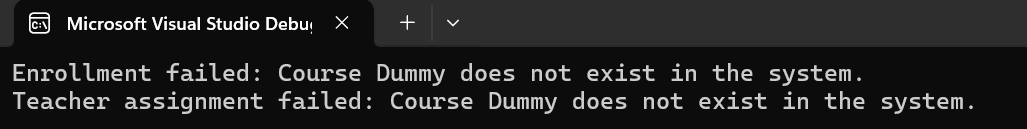 Microsoft Visual Studio Debu
Enrollment failed: Course Dummy does not exist in the system.
Teacher assignment failed: Course Dummy does not exist in the system.